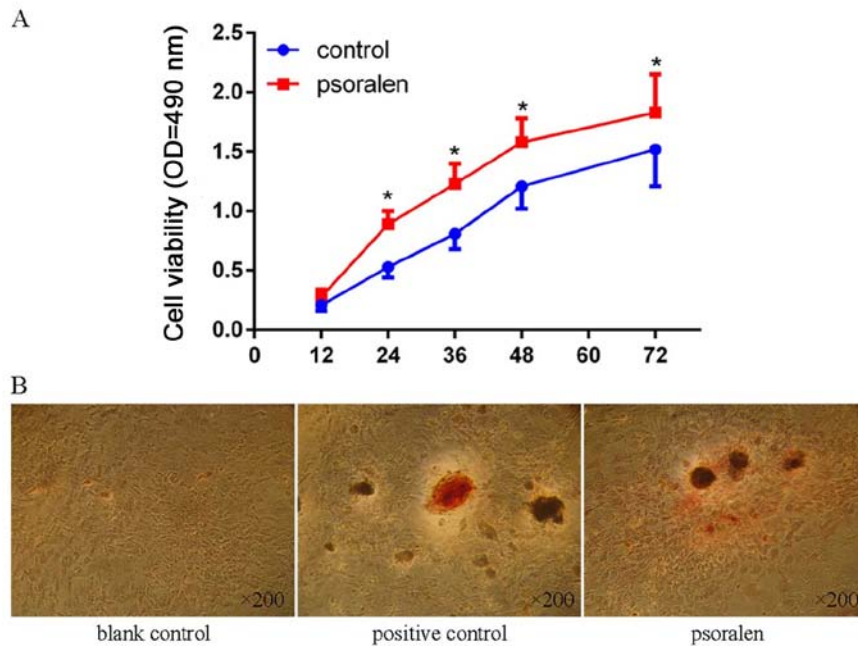 A
control
psoralen
Cell viability (OD=490 nm)
2.5
2.0
1.5
1.0
0.5
0.0
* * * * *
0 12 24 36 48 60 72
B
×200 ×200 ×200
blank control positive control psoralen